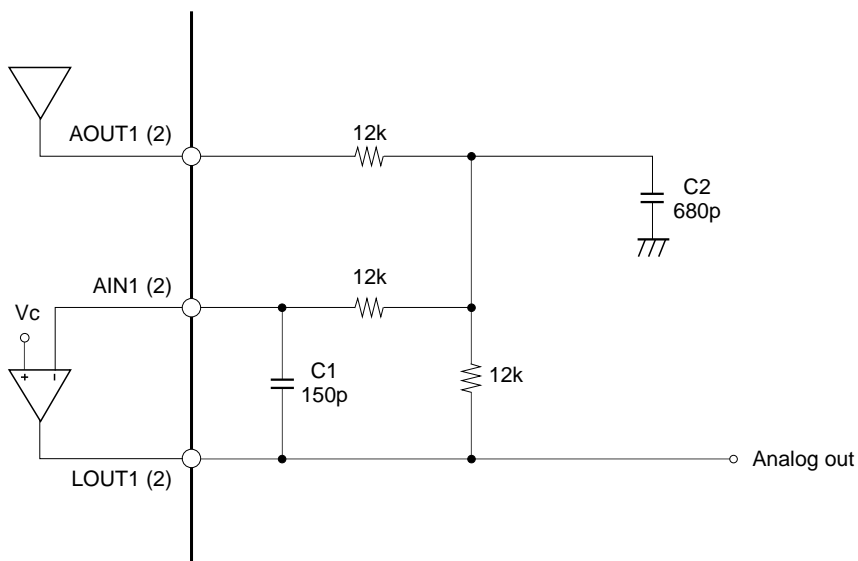 AOUT1 (2)
12k
C2
680p
AIN1 (2)
12k
Vc
+ –
C1
150p
12k
LOUT1 (2)
Analog out